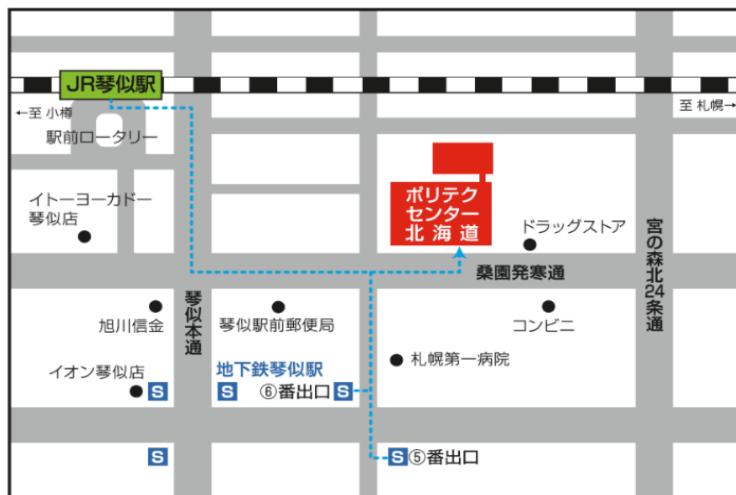 JR琴似駅
←至 小樽
至 札幌→
駅前ロータリー
イトーヨーカドー
琴似店
ポリテク
センター
北海道
ドラッグストア
宮の森北24条通
桑園発寒通
琴似本通
旭川信金
琴似駅前郵便局
コンビニ
イオン琴似店
S
地下鉄琴似駅
S
⑥番出口 S
札幌第一病院
S
S ⑤番出口